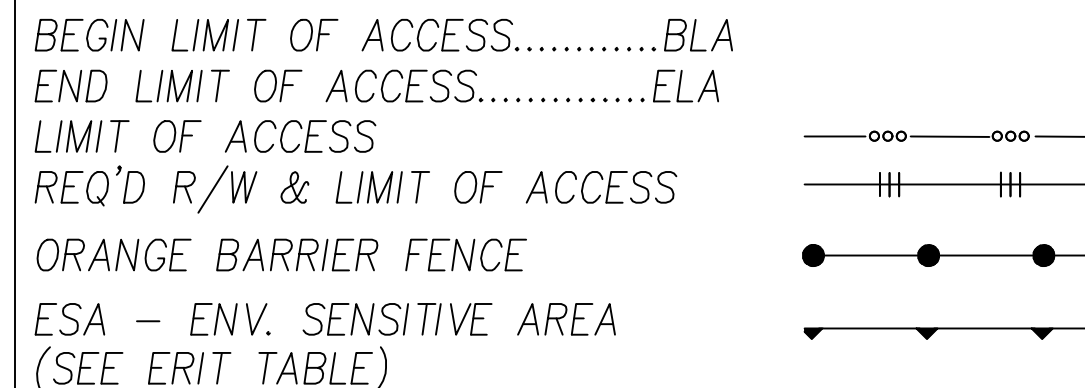 BEGIN LIMIT OF ACCESS............BLA
END LIMIT OF ACCESS..............ELA
LIMIT OF ACCESS
REQ'D R/W & LIMIT OF ACCESS
ORANGE BARRIER FENCE
ESA – ENV. SENSITIVE AREA
(SEE ERIT TABLE)